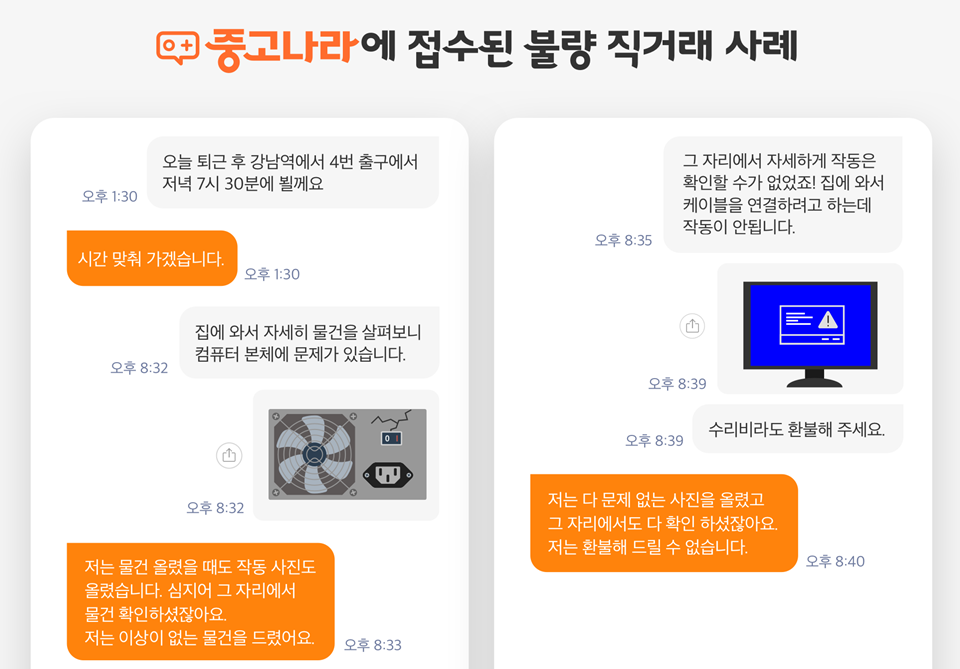 중고나라에 접수된 불량 직거래 사례
오늘 퇴근 후 강남역에서 4번 출구에서
저녁 7시 30분에 뵐께요
오후 1:30
시간 맞춰 가겠습니다.
오후 1:30
집에 와서 자세히 물건을 살펴보니
컴퓨터 본체에 문제가 있습니다.
오후 8:32
0 I
오후 8:32
저는 물건 올렸을 때도 작동 사진도
올렸습니다. 심지어 그 자리에서
물건 확인하셨잖아요.
저는 이상이 없는 물건을 드렸어요.
오후 8:33
그 자리에서 자세하게 작동은
확인할 수가 없었죠! 집에 와서
케이블을 연결하려고 하는데
작동이 안됩니다.
오후 8:35
오후 8:39
수리비라도 환불해 주세요.
오후 8:39
저는 다 문제 없는 사진을 올렸고
그 자리에서도 다 확인 하셨잖아요.
저는 환불해 드릴 수 없습니다.
오후 8:40